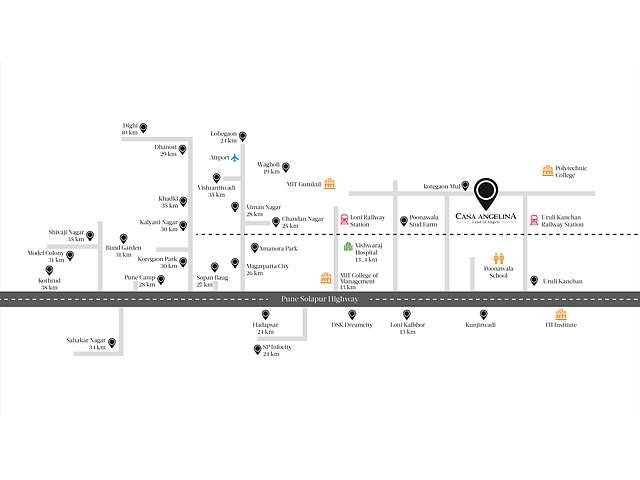 Dighi
Dhanori
29 km
Lohegaon
24 km
Airport
Wagholi
19 km
Vishrantwadi
35 km
MIT Gurukul
koregaon Mul
Polytechnic
College
CASA ANGELINA
Land of Angels
Khadki
35 km
Viman Nagar
28 km
Kalyani Nagar
30 km
Chandan Nagar
25 km
Loni Railway
Station
Poonawala
Stud Farm
Uruli Kanchan
Railway Station
Shivaji Nagar
35 km
Bund Garden
31 km
Amanora Park
Vishwaraj
Hospital
Model Colony
31 km
Koregaon Park
30 km
Magarpatta City
26 km
MIT College of
Management
13 km
Poonawala
School
Kothrud
38 km
Pune Camp
28 km
Sopan Baug
27 km
Uruli Kanchan
Pune Solapur Highway
Hadapsar
24 km
DSK Dreamcity
Loni Kalbhor
13 km
Kunjirwadi
ITI Institute
Sahakar Nagar
34 km
SP Infocity
24 km